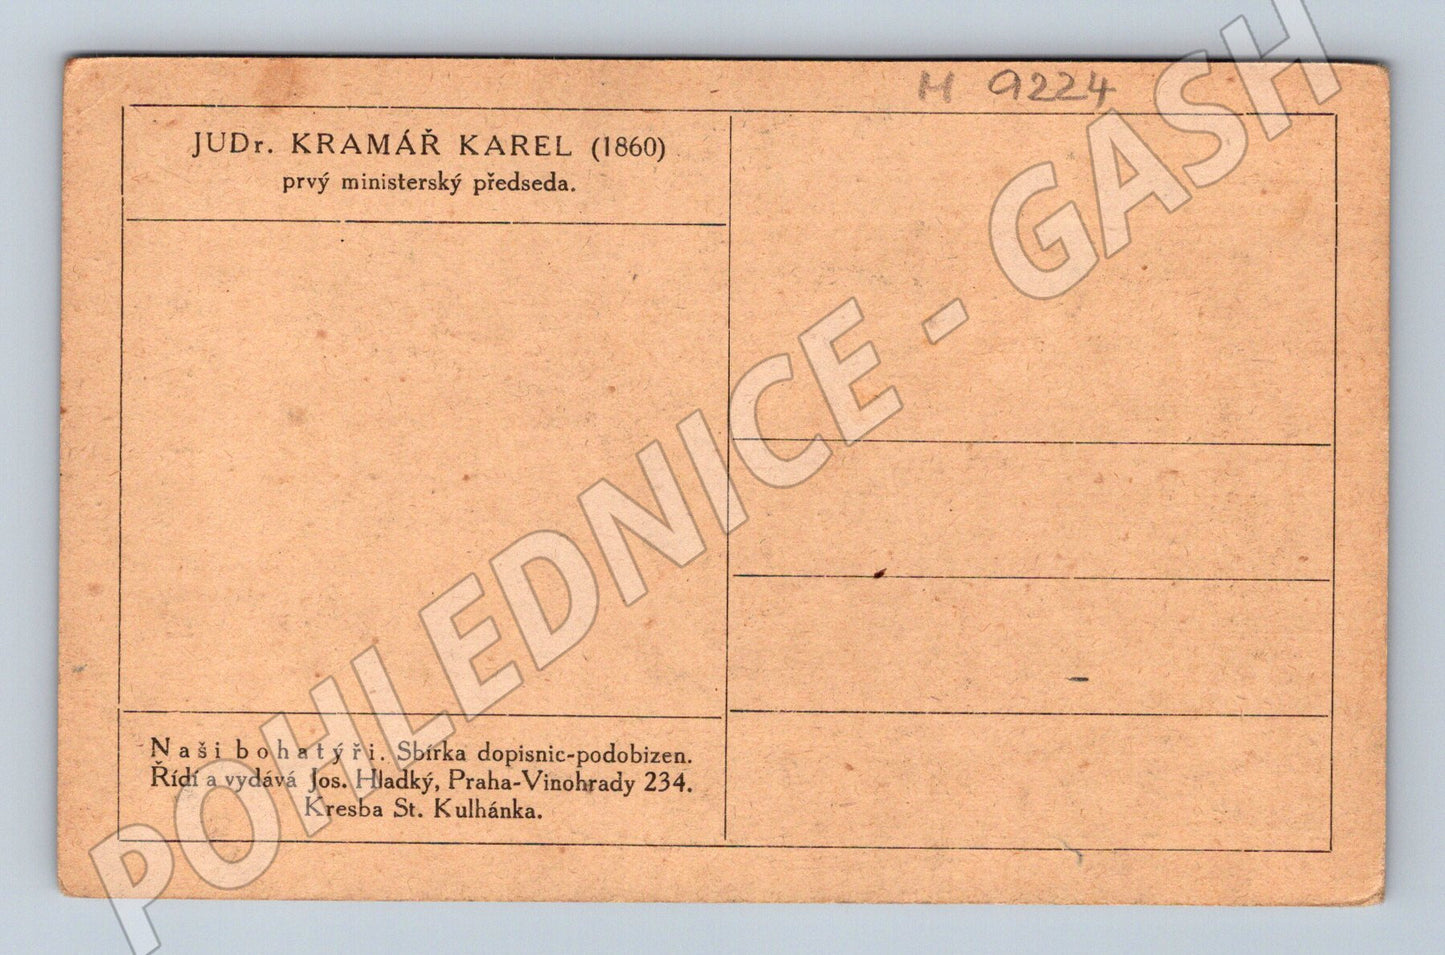 H 9224
JUDr. KRAMÁŘ KAREL (1860)
prvý ministerský předseda.
Naši bohatýři. Sbírka dopisnic-podobizen.
Řídí a vydává Jos. Hladký, Praha-Vinohrady 234.
Kresba St. Kulhánka.
POHLEDNICE - GASH